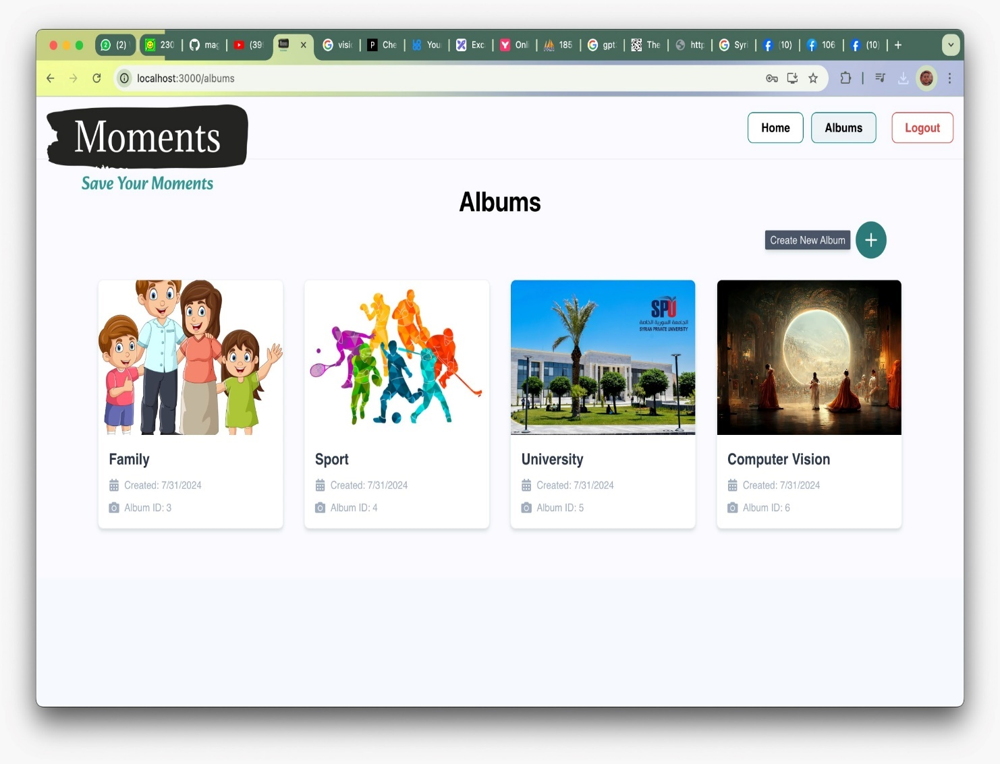 (2)
230
mag
(39
visi
P Che
You
Exc
Onl
185
gpt
The
http
Syri
(10)
106
(10)
localhost:3000/albums
Moments
Save Your Moments
Home
Albums
Logout
Albums
Create New Album
SPU
الجامعة السورية الخاصة
SYRIAN PRIVATE UNIVERSITY
Family
Created: 7/31/2024
Album ID: 3
Sport
Created: 7/31/2024
Album ID: 4
University
Created: 7/31/2024
Album ID: 5
Computer Vision
Created: 7/31/2024
Album ID: 6